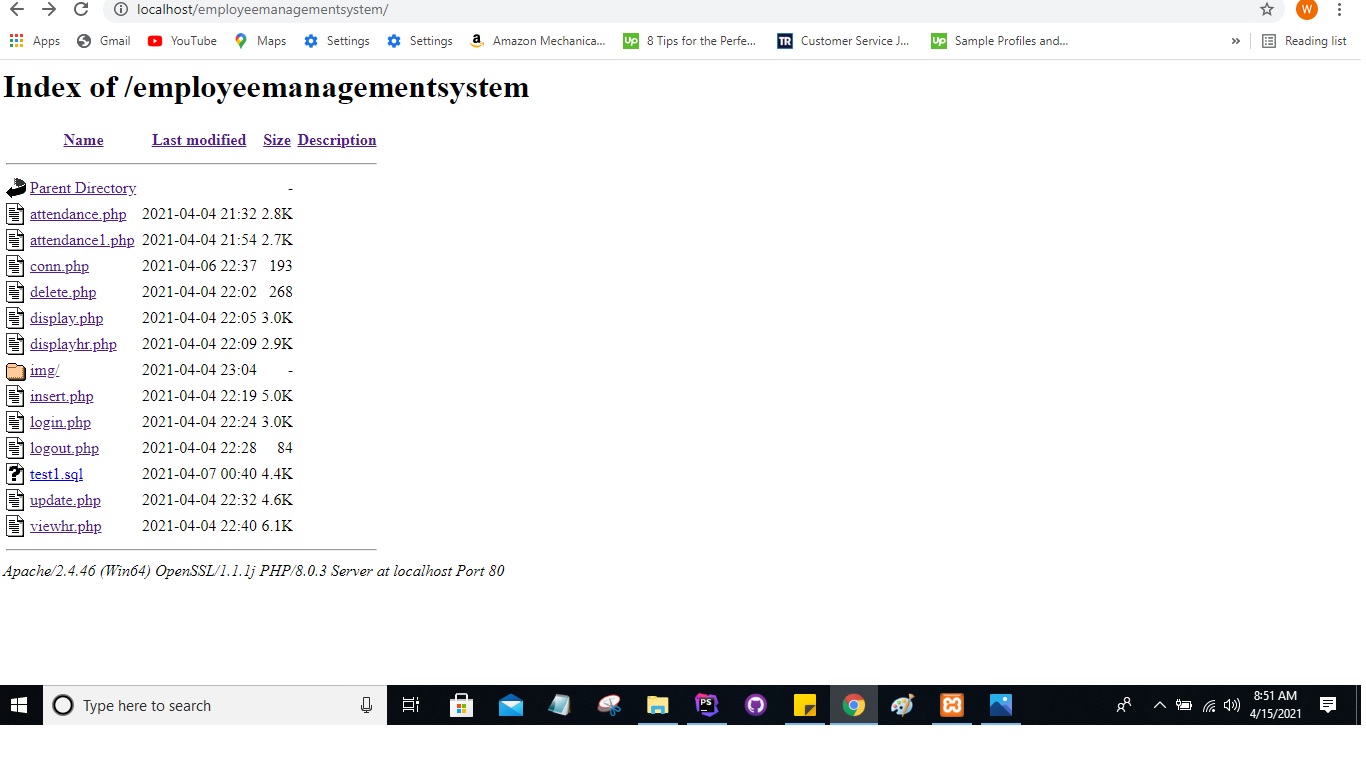 localhost/employeemanagementsystem/
W
Apps Gmail YouTube Maps Settings Settings Amazon Mechanica... 8 Tips for the Perfe... Customer Service J... Sample Profiles and... » Reading list
Index of /employeemanagementsystem
Name Last modified Size Description
Parent Directory -
attendance.php 2021-04-04 21:32 2.8K
attendance1.php 2021-04-04 21:54 2.7K
conn.php 2021-04-06 22:37 193
delete.php 2021-04-04 22:02 268
display.php 2021-04-04 22:05 3.0K
displayhr.php 2021-04-04 22:09 2.9K
img/ 2021-04-04 23:04 -
insert.php 2021-04-04 22:19 5.0K
login.php 2021-04-04 22:24 3.0K
logout.php 2021-04-04 22:28 84
test1.sql 2021-04-07 00:40 4.4K
update.php 2021-04-04 22:32 4.6K
viewhr.php 2021-04-04 22:40 6.1K
Apache/2.4.46 (Win64) OpenSSL/1.1.1j PHP/8.0.3 Server at localhost Port 80
Type here to search
8:51 AM
4/15/2021